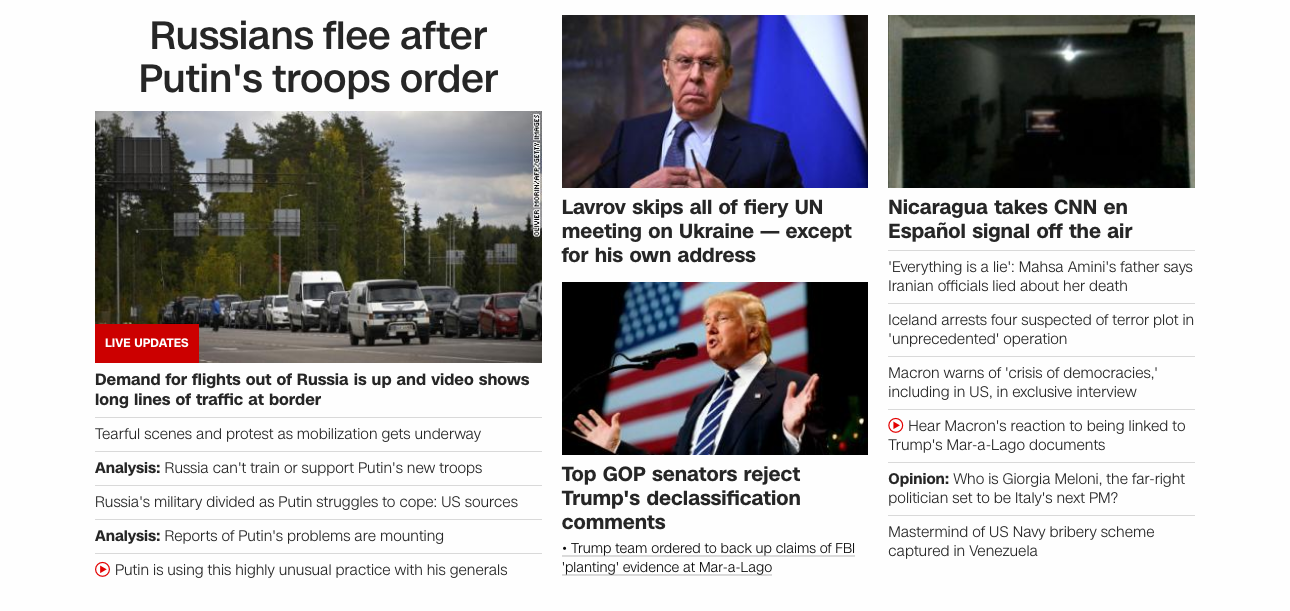 Russians flee after
Putin's troops order
OLIVIER MORIN/AFP/GETTY IMAGES
LIVE UPDATES
Demand for flights out of Russia is up and video shows
long lines of traffic at border
Tearful scenes and protest as mobilization gets underway
Analysis: Russia can't train or support Putin's new troops
Russia's military divided as Putin struggles to cope: US sources
Analysis: Reports of Putin's problems are mounting
Putin is using this highly unusual practice with his generals
Lavrov skips all of fiery UN
meeting on Ukraine — except
for his own address
Top GOP senators reject
Trump's declassification
comments
• Trump team ordered to back up claims of FBI
'planting' evidence at Mar-a-Lago
Nicaragua takes CNN en
Español signal off the air
'Everything is a lie': Mahsa Amini's father says
Iranian officials lied about her death
Iceland arrests four suspected of terror plot in
'unprecedented' operation
Macron warns of 'crisis of democracies,'
including in US, in exclusive interview
Hear Macron's reaction to being linked to
Trump's Mar-a-Lago documents
Opinion: Who is Giorgia Meloni, the far-right
politician set to be Italy's next PM?
Mastermind of US Navy bribery scheme
captured in Venezuela